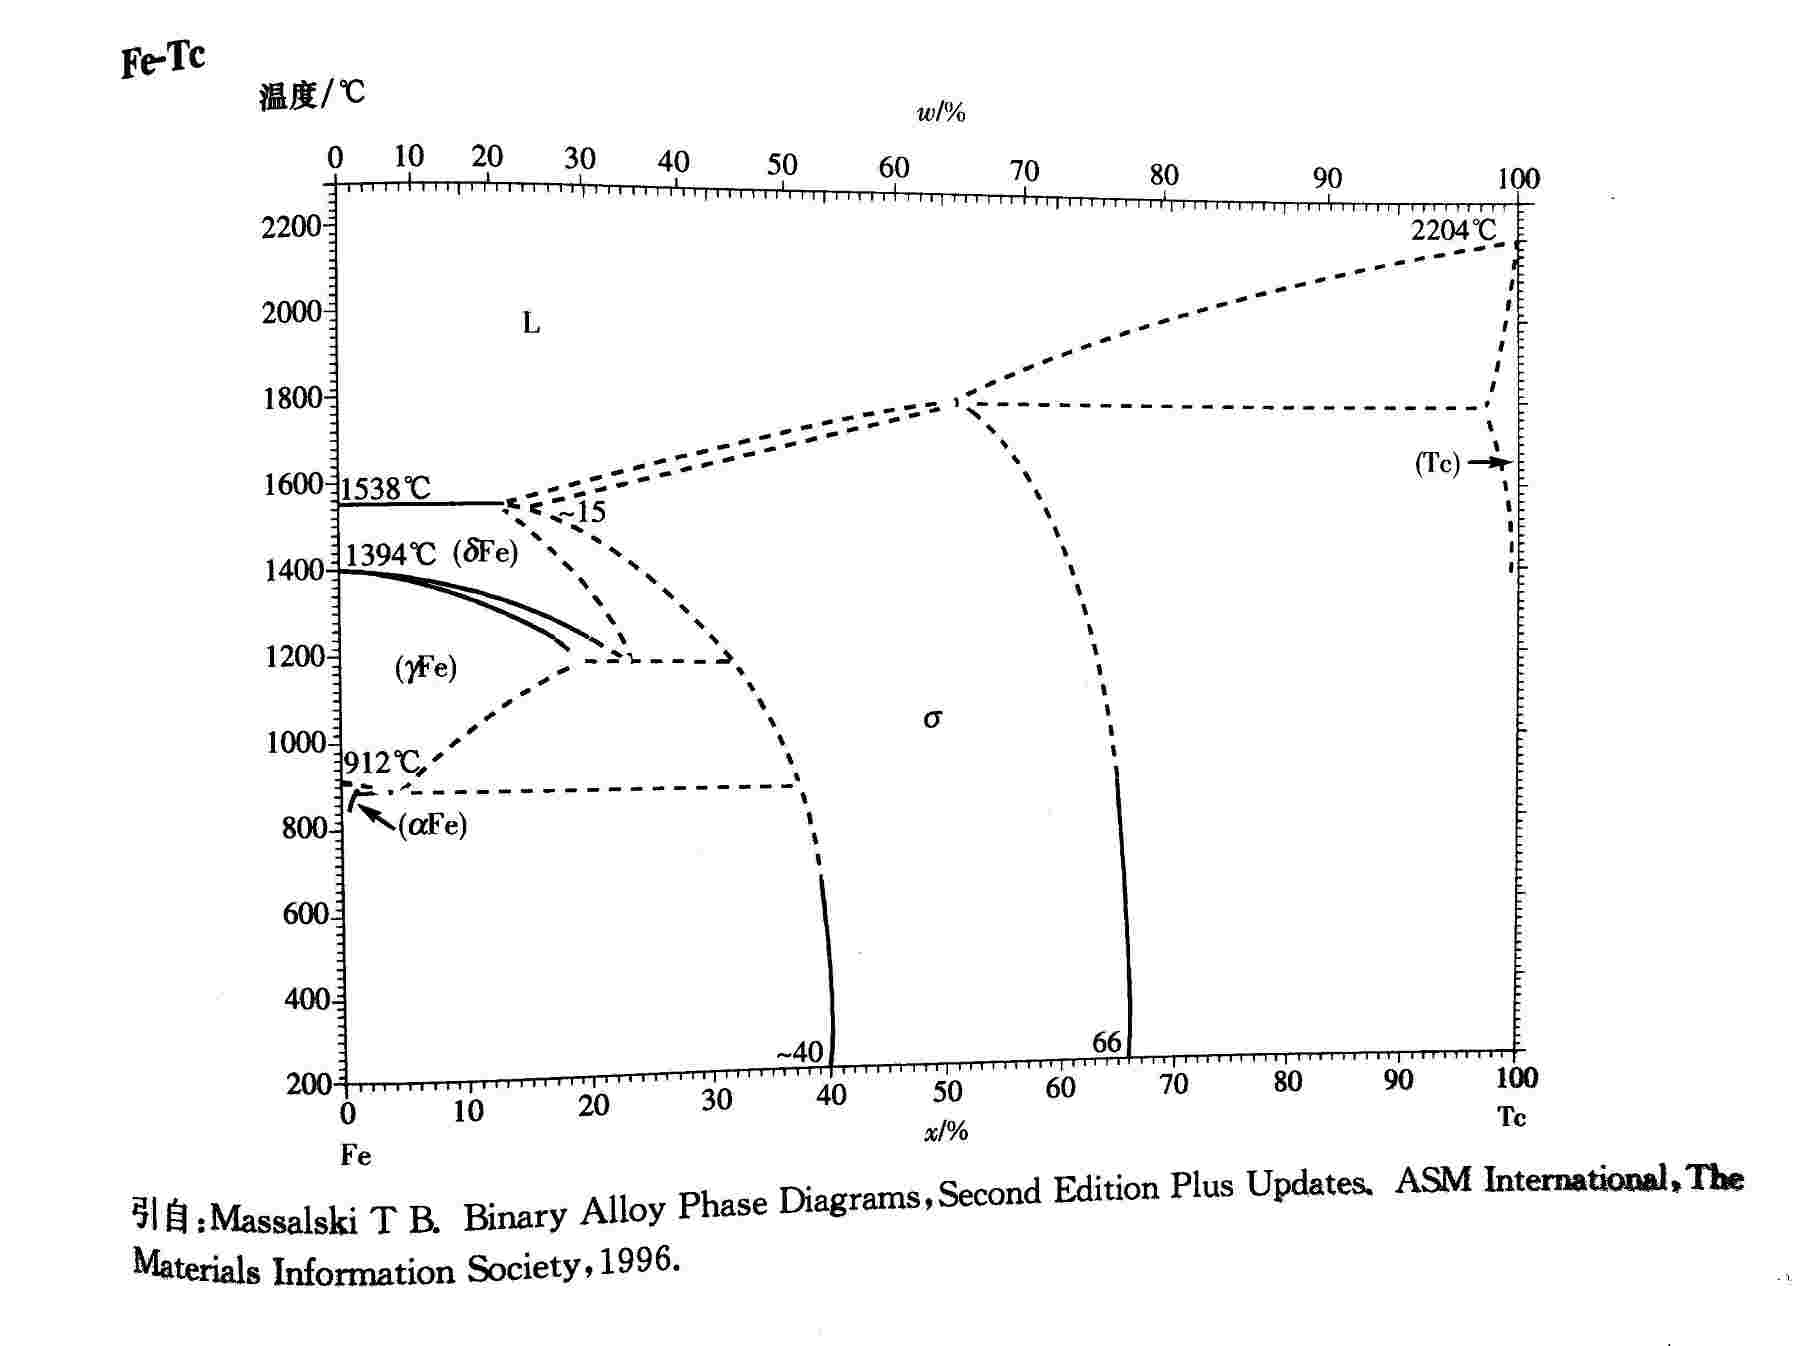 Fe-Tc
温度/℃
w/%
0 10 20 30 40 50 60 70 80 90 100
2200
2204℃
2000
L
1800
(Tc)
1600
1538℃
~15
1394℃ (δFe)
1400
1200
(γFe)
σ
1000
912℃
800
(αFe)
600
400
~40
66
200
0 10 20 30 40 50 60 70 80 90 100
x/%
Fe
Tc
引自:Massalski T B. Binary Alloy Phase Diagrams, Second Edition Plus Updates. ASM International, The
Materials Information Society, 1996.